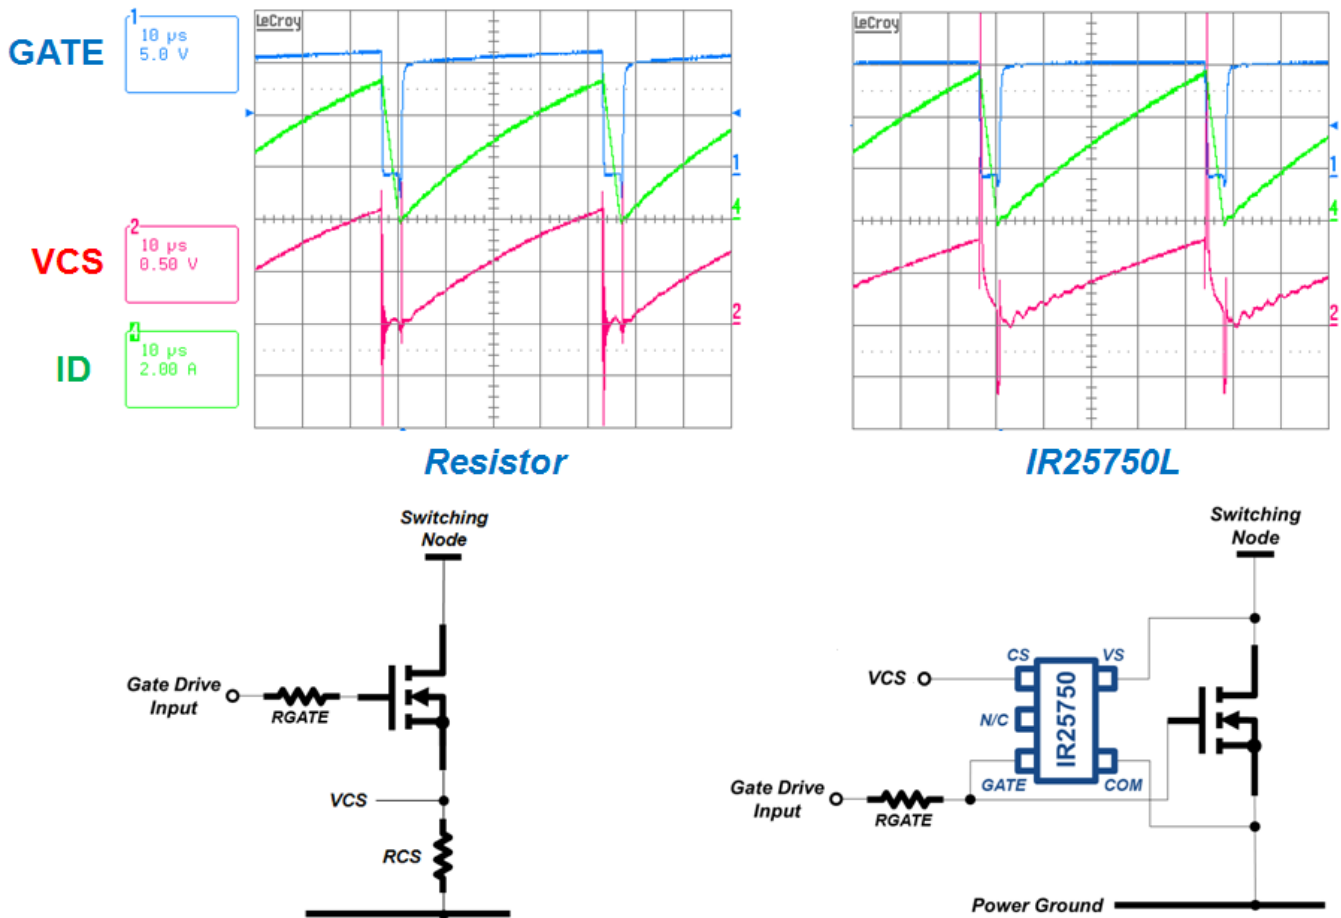 GATE
1
10 µs
5.0 V
LeCroy
1
4
VCS
2
10 µs
0.50 V
2
ID
4
10 µs
2.00 A
LeCroy
1
4
2
Resistor
IR25750L
Switching
Node
Gate Drive
Input
RGATE
VCS
RCS
Switching
Node
CS
VS
VCS
N/C
IR25750
GATE
COM
Gate Drive
Input
RGATE
Power Ground